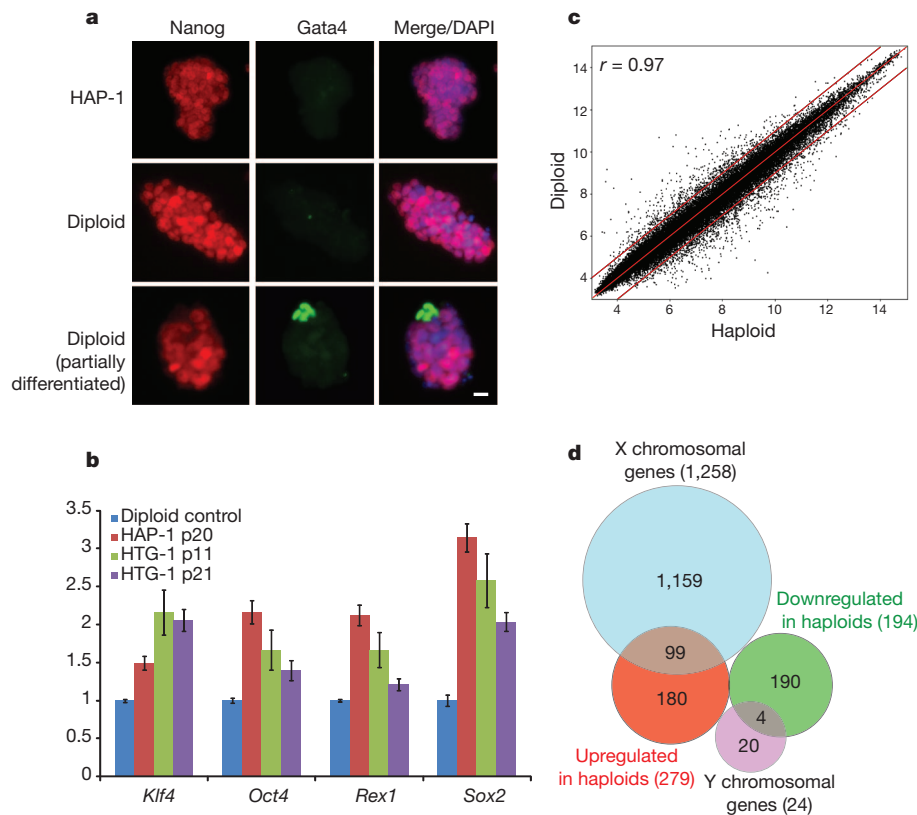 a
Nanog Gata4 Merge/DAPI
HAP-1
Diploid
Diploid
(partially
differentiated)
b
3.5
3
2.5
2
1.5
1
0.5
0
Diploid control
HAP-1 p20
HTG-1 p11
HTG-1 p21
Klf4 Oct4 Rex1 Sox2
c
r = 0.97
14
12
10
8
6
4
Diploid
4 6 8 10 12 14
Haploid
d
X chromosomal
genes (1,258)
1,159
Downregulated
in haploids (194)
99
180
190
4
20
Upregulated
in haploids (279)
Y chromosomal
genes (24)